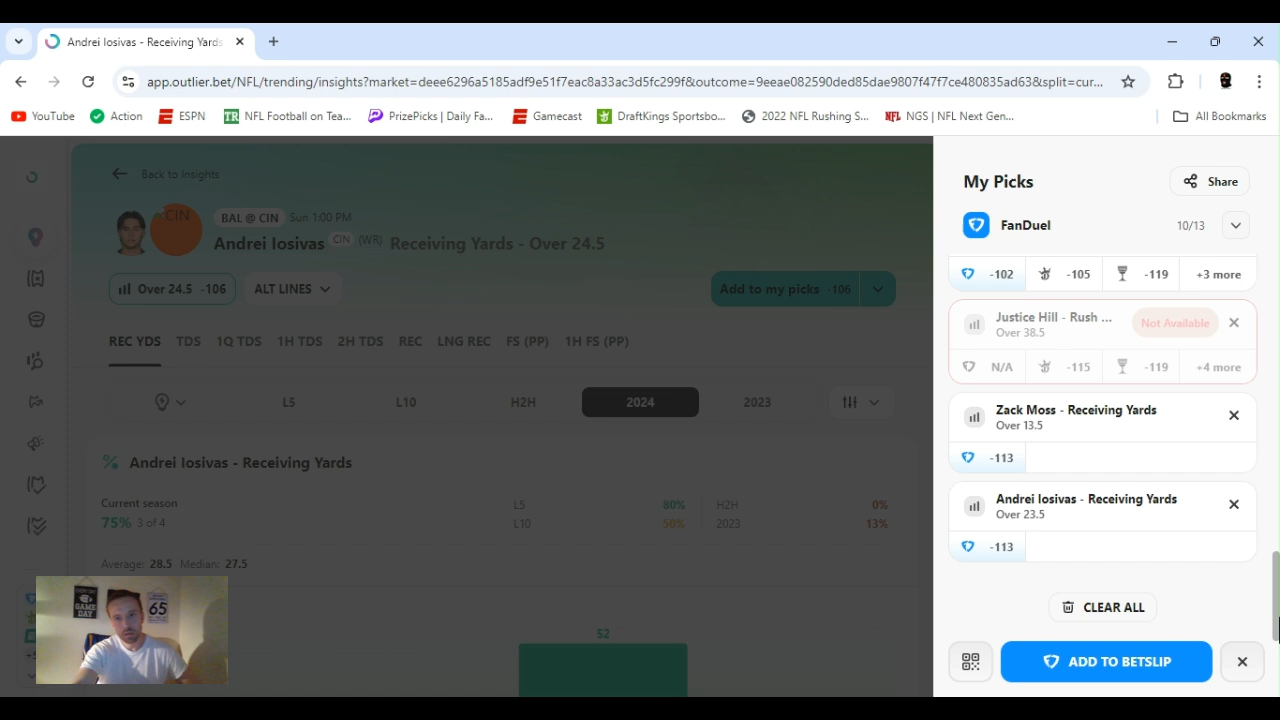 Andrei Iosivas - Receiving Yards
app.outlier.bet/NFL/trending/insights?market=deee6296a5185adf9e51f7eac8a33ac3d5fc299f&outcome=9eeae082590ded85dae9807f47f7ce480835ad63&split=cur...
YouTube Action ESPN NFL Football on Tea... PrizePicks | Daily Fa... Gamecast DraftKings Sportsbo... 2022 NFL Rushing S... NGS | NFL Next Gen... All Bookmarks
Back to Insights
CIN BAL @ CIN Sun 1:00 PM
Andrei Iosivas CIN (WR) Receiving Yards - Over 24.5
Over 24.5 -106 ALT LINES Add to my picks -106
REC YDS TDS 1Q TDS 1H TDS 2H TDS REC LNG REC FS (PP) 1H FS (PP)
L5 L10 H2H 2024 2023
Andrei Iosivas - Receiving Yards
Current season L5 80% H2H 0%
75% 3 of 4 L10 50% 2023 13%
Average: 28.5 Median: 27.5
52
GAME DAY
65
My Picks Share
FanDuel 10/13
-102 -105 -119 +3 more
Justice Hill - Rush ... Not Available
Over 38.5
N/A -115 -119 +4 more
Zack Moss - Receiving Yards
Over 13.5
-113
Andrei Iosivas - Receiving Yards
Over 23.5
-113
CLEAR ALL
ADD TO BETSLIP